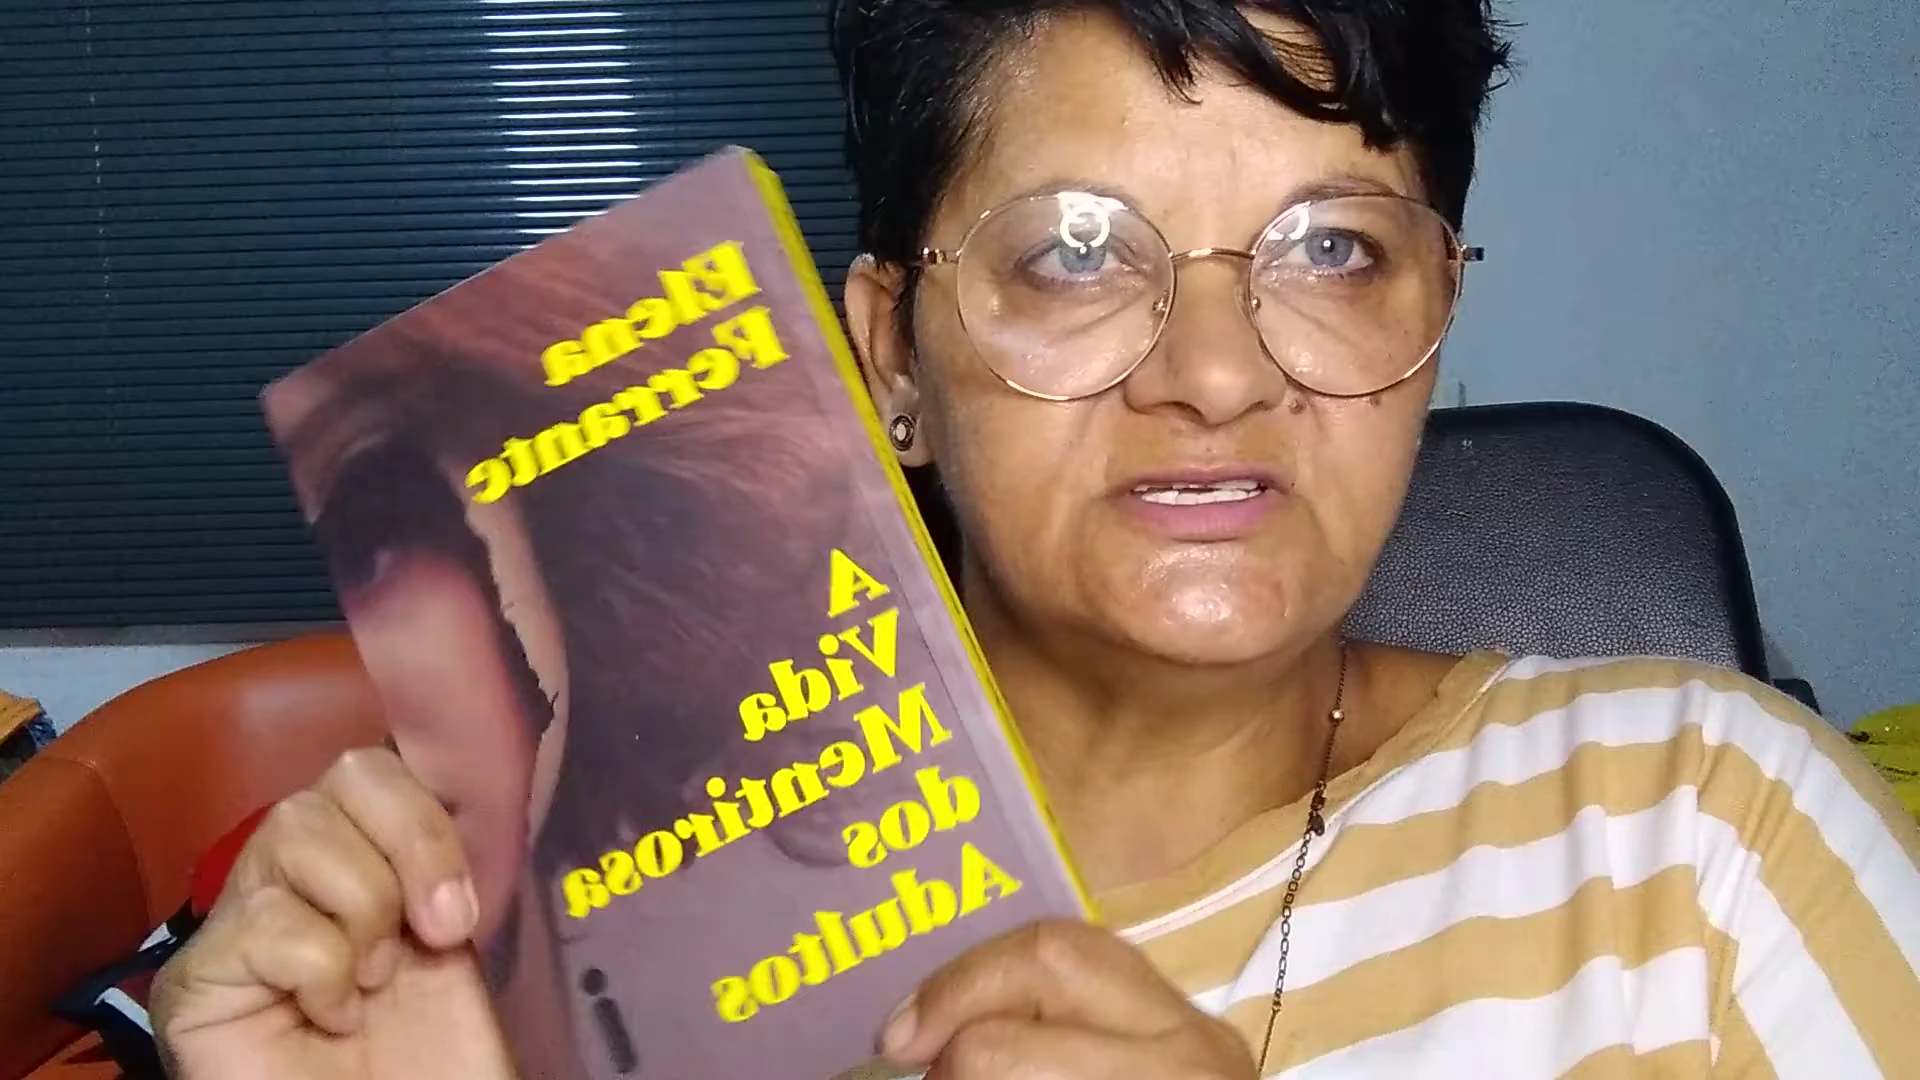 Elena
Ferrante
A
Vida
Mentirosa
dos
Adultos
i